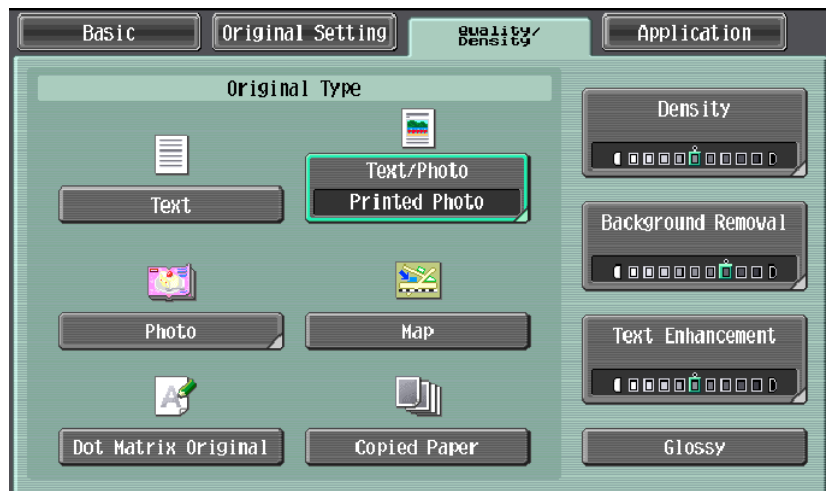 Basic
Original Setting
Quality/
Density
Application
Original Type
Text
Text/Photo
Printed Photo
Photo
Map
Dot Matrix Original
Copied Paper
Density
Background Removal
Text Enhancement
Glossy